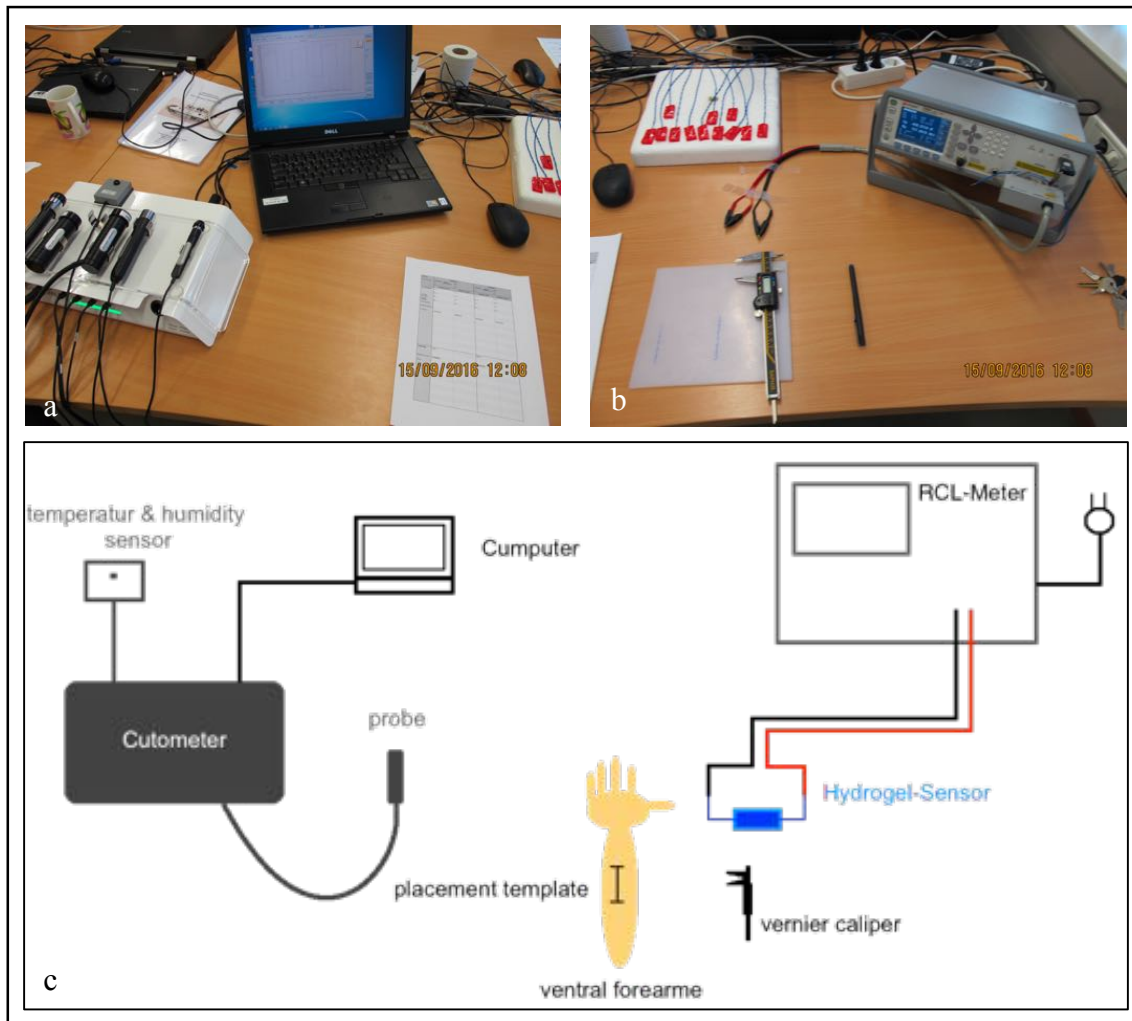 DELL
15/09/2016 12:08
a
15/09/2016 12:08
b
temperatur & humidity
sensor
Cumputer
RCL-Meter
Cutometer
probe
Hydrogel-Sensor
placement template
vernier caliper
ventral forearme
c